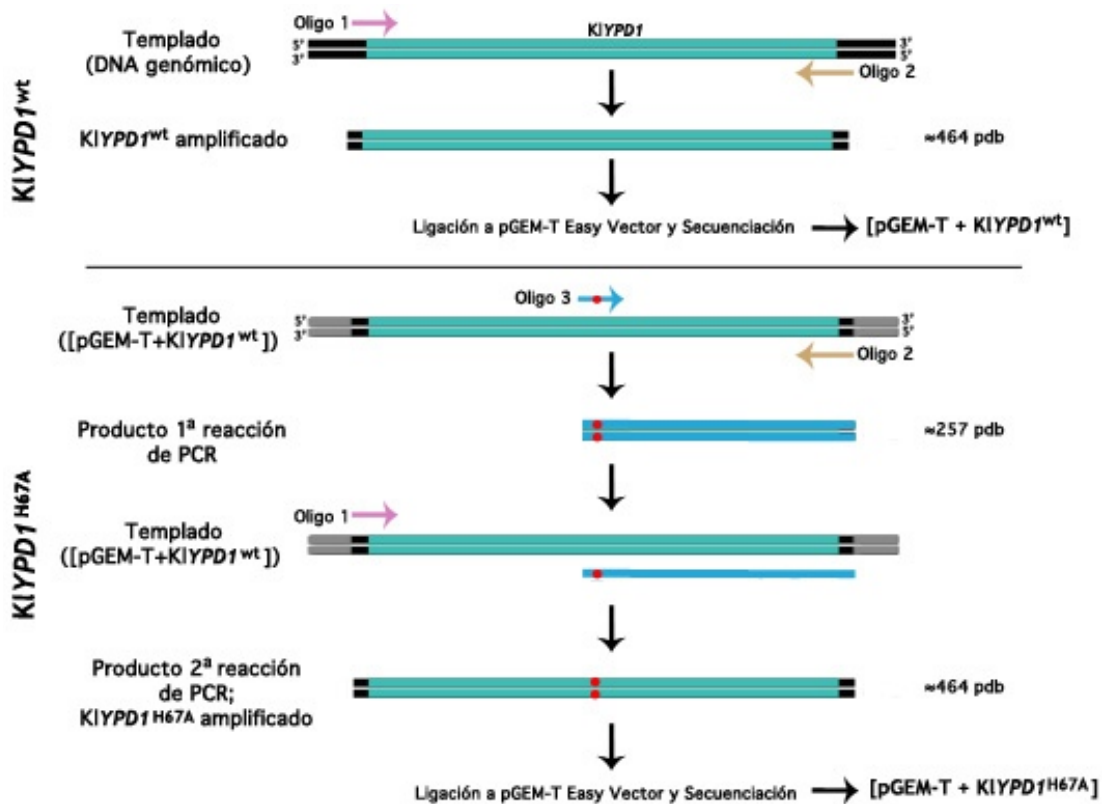 KlYPD1wt
Oligo 1
KlYPD1
Templado
(DNA genómico)
5' 3'
3'
Oligo 2
KlYPD1wt amplificado
≈464 pdb
Ligación a pGEM-T Easy Vector y Secuenciación
[pGEM-T + KlYPD1wt]
KlYPD1H67A
Oligo 3
Templado
([pGEM-T+KlYPD1wt])
5' 3'
3' 5'
Oligo 2
Producto 1ª reacción
de PCR
≈257 pdb
Oligo 1
Templado
([pGEM-T+KlYPD1wt])
Producto 2ª reacción
de PCR;
KlYPD1H67A amplificado
≈464 pdb
Ligación a pGEM-T Easy Vector y Secuenciación
[pGEM-T + KlYPD1H67A]